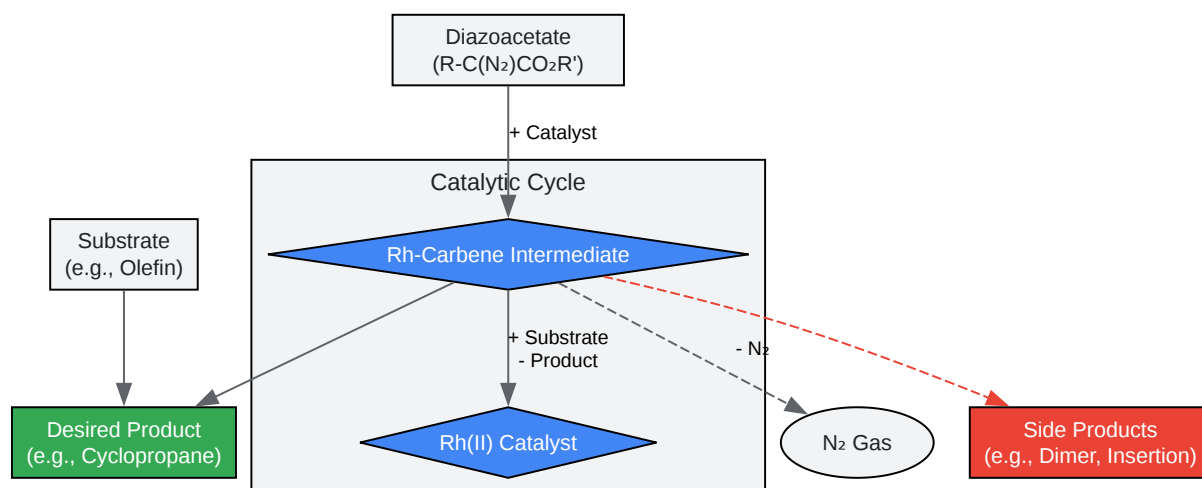 Diazoacetate
(R-C(N₂)CO₂R')
+ Catalyst
Catalytic Cycle
Substrate
(e.g., Olefin)
Rh-Carbene Intermediate
+ Substrate
- Product
- N₂
Desired Product
(e.g., Cyclopropane)
Rh(II) Catalyst
N₂ Gas
Side Products
(e.g., Dimer, Insertion)